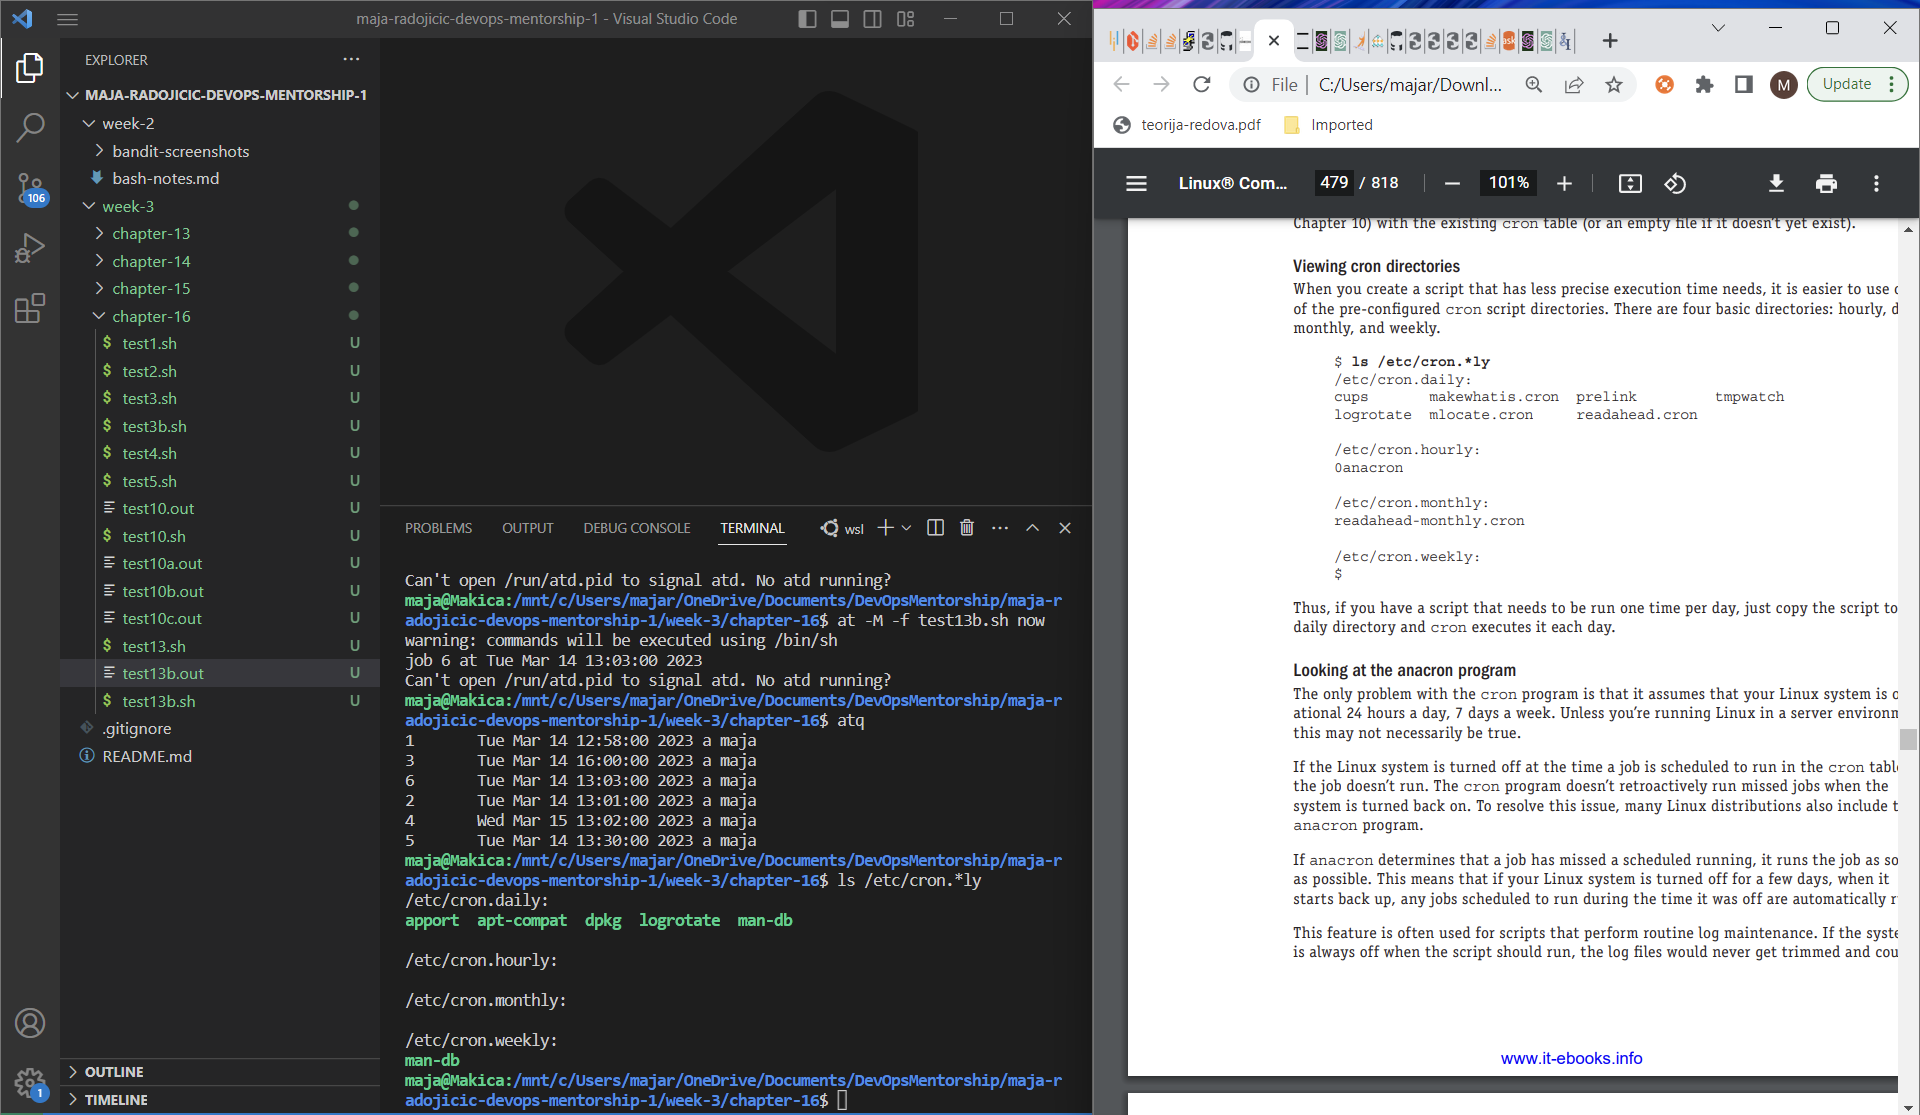 maja-radojicic-devops-mentorship-1 - Visual Studio Code
EXPLORER
MAJA-RADOJICIC-DEVOPS-MENTORSHIP-1
week-2
bandit-screenshots
bash-notes.md
106
week-3
chapter-13
chapter-14
chapter-15
chapter-16
$ test1.sh U
$ test2.sh U
$ test3.sh U
$ test3b.sh U
$ test4.sh U
$ test5.sh U
test10.out U
$ test10.sh U
test10a.out U
test10b.out U
test10c.out U
$ test13.sh U
test13b.out U
$ test13b.sh U
.gitignore
README.md
OUTLINE
TIMELINE
1
PROBLEMS OUTPUT DEBUG CONSOLE TERMINAL wsl
Can't open /run/atd.pid to signal atd. No atd running?
maja@Makica:/mnt/c/Users/majar/OneDrive/Documents/DevOpsMentorship/maja-r
adojicic-devops-mentorship-1/week-3/chapter-16$ at -M -f test13b.sh now
warning: commands will be executed using /bin/sh
job 6 at Tue Mar 14 13:03:00 2023
Can't open /run/atd.pid to signal atd. No atd running?
maja@Makica:/mnt/c/Users/majar/OneDrive/Documents/DevOpsMentorship/maja-r
adojicic-devops-mentorship-1/week-3/chapter-16$ atq
1 Tue Mar 14 12:58:00 2023 a maja
3 Tue Mar 14 16:00:00 2023 a maja
6 Tue Mar 14 13:03:00 2023 a maja
2 Tue Mar 14 13:01:00 2023 a maja
4 Wed Mar 15 13:02:00 2023 a maja
5 Tue Mar 14 13:30:00 2023 a maja
maja@Makica:/mnt/c/Users/majar/OneDrive/Documents/DevOpsMentorship/maja-r
adojicic-devops-mentorship-1/week-3/chapter-16$ ls /etc/cron.*ly
/etc/cron.daily:
apport apt-compat dpkg logrotate man-db
/etc/cron.hourly:
/etc/cron.monthly:
/etc/cron.weekly:
man-db
maja@Makica:/mnt/c/Users/majar/OneDrive/Documents/DevOpsMentorship/maja-r
adojicic-devops-mentorship-1/week-3/chapter-16$
File C:/Users/majar/Downl... M Update
teorija-redova.pdf Imported
Linux® Com... 479 / 818 101%
Chapter 10) with the existing cron table (or an empty file if it doesn't yet exist).
Viewing cron directories
When you create a script that has less precise execution time needs, it is easier to use
of the pre-configured cron script directories. There are four basic directories: hourly,
monthly, and weekly.
$ ls /etc/cron.*ly
/etc/cron.daily:
cups makewhatis.cron prelink tmpwatch
logrotate mlocate.cron readahead.cron
/etc/cron.hourly:
0anacron
/etc/cron.monthly:
readahead-monthly.cron
/etc/cron.weekly:
$
Thus, if you have a script that needs to be run one time per day, just copy the script to
daily directory and cron executes it each day.
Looking at the anacron program
The only problem with the cron program is that it assumes that your Linux system is o
ational 24 hours a day, 7 days a week. Unless you're running Linux in a server environm
this may not necessarily be true.
If the Linux system is turned off at the time a job is scheduled to run in the cron tabl
the job doesn't run. The cron program doesn't retroactively run missed jobs when the
system is turned back on. To resolve this issue, many Linux distributions also include t
anacron program.
If anacron determines that a job has missed a scheduled running, it runs the job as so
as possible. This means that if your Linux system is turned off for a few days, when it
starts back up, any jobs scheduled to run during the time it was off are automatically r
This feature is often used for scripts that perform routine log maintenance. If the syste
is always off when the script should run, the log files would never get trimmed and cou
www.it-ebooks.info